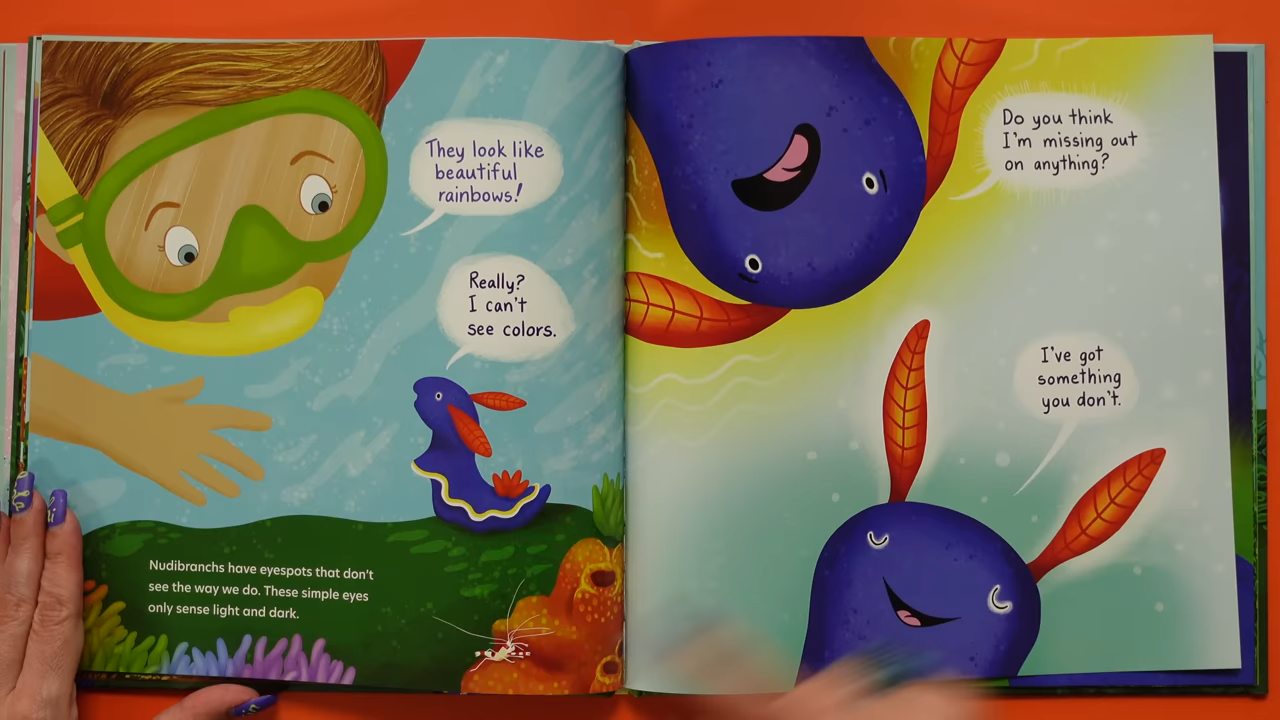 They look like
beautiful
rainbows!
Really?
I can't
see colors.
Nudibranchs have eyespots that don't
see the way we do. These simple eyes
only sense light and dark.
Do you think
I'm missing out
on anything?
I've got
something
you don't.